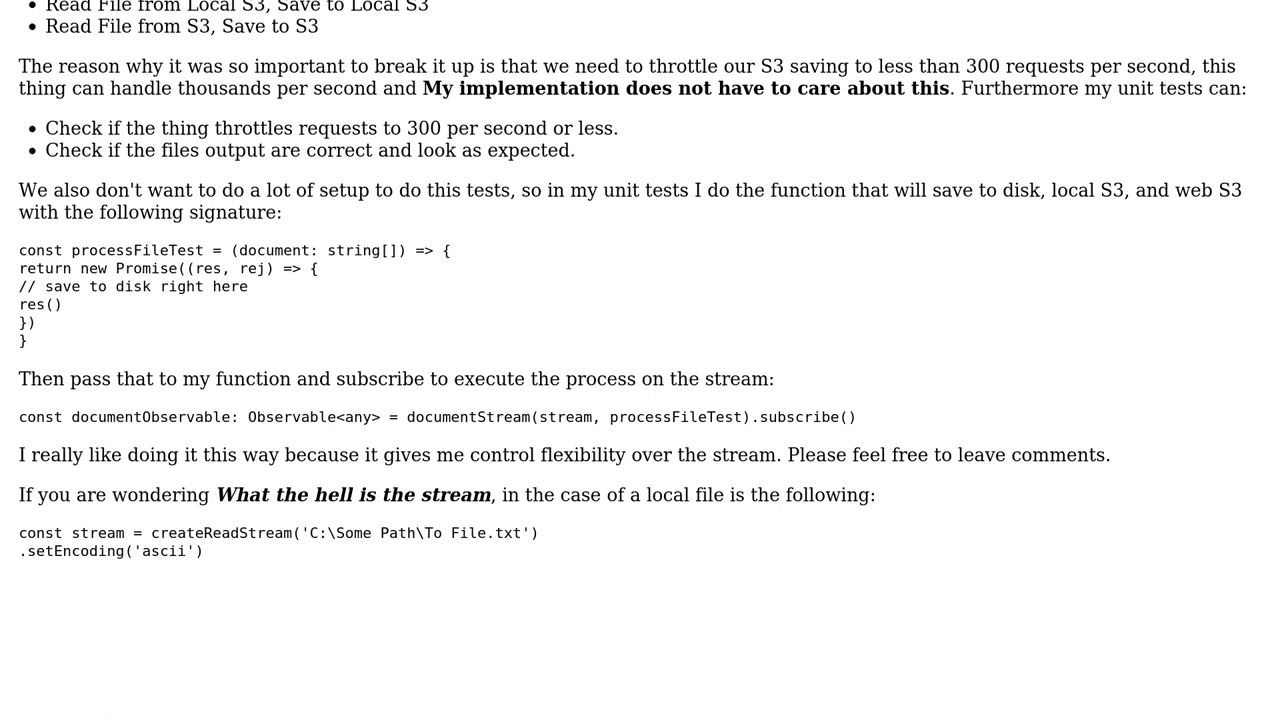 Read File from Local S3, Save to Local S3
Read File from S3, Save to S3
The reason why it was so important to break it up is that we need to throttle our S3 saving to less than 300 requests per second, this
thing can handle thousands per second and My implementation does not have to care about this. Furthermore my unit tests can:
Check if the thing throttles requests to 300 per second or less.
Check if the files output are correct and look as expected.
We also don't want to do a lot of setup to do this tests, so in my unit tests I do the function that will save to disk, local S3, and web S3
with the following signature:
const processFileTest = (document: string[]) => {
return new Promise((res, rej) => {
// save to disk right here
res()
})
}
Then pass that to my function and subscribe to execute the process on the stream:
const documentObservable: Observable<any> = documentStream(stream, processFileTest).subscribe()
I really like doing it this way because it gives me control flexibility over the stream. Please feel free to leave comments.
If you are wondering What the hell is the stream, in the case of a local file is the following:
const stream = createReadStream('C:\Some Path\To File.txt')
.setEncoding('ascii')